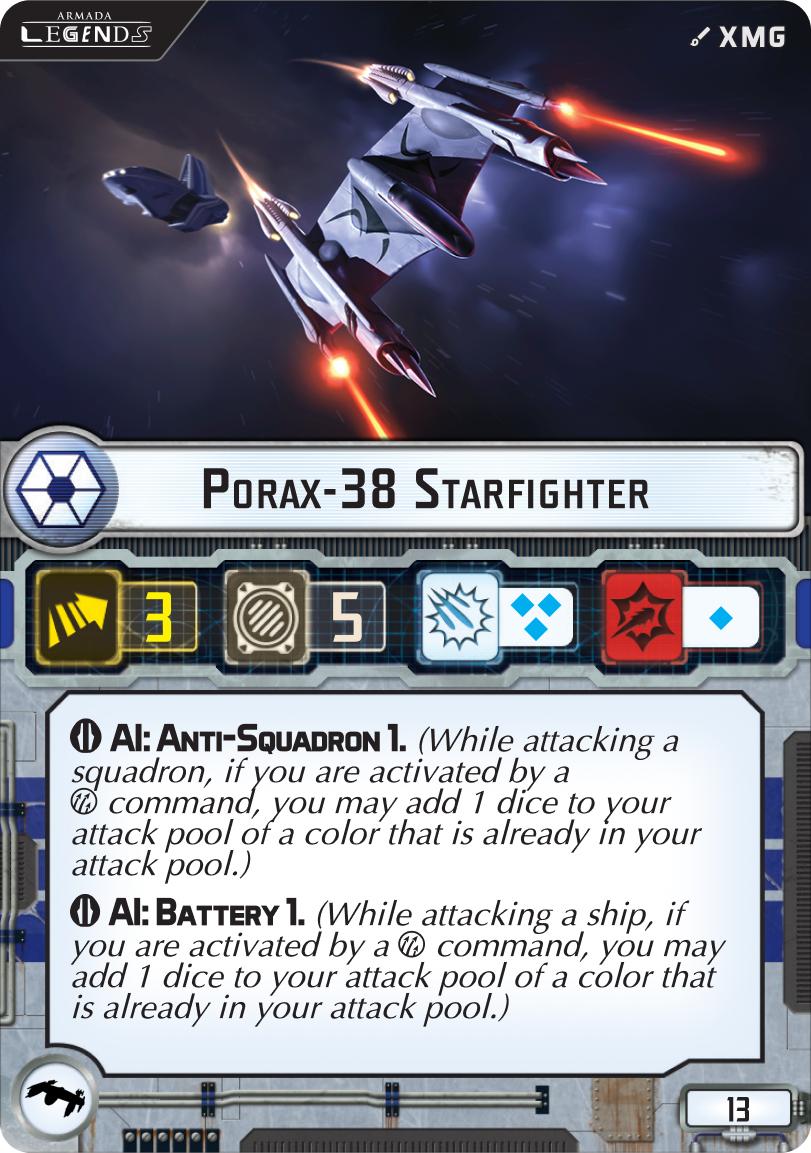 ARMADA
LEGENDS
XMG
PORAX-38 STARFIGHTER
3
5
AI: ANTI-SQUADRON 1. (While attacking a
squadron, if you are activated by a
command, you may add 1 dice to your
attack pool of a color that is already in your
attack pool.)
AI: BATTERY 1. (While attacking a ship, if
you are activated by a command, you may
add 1 dice to your attack pool of a color that
is already in your attack pool.)
13